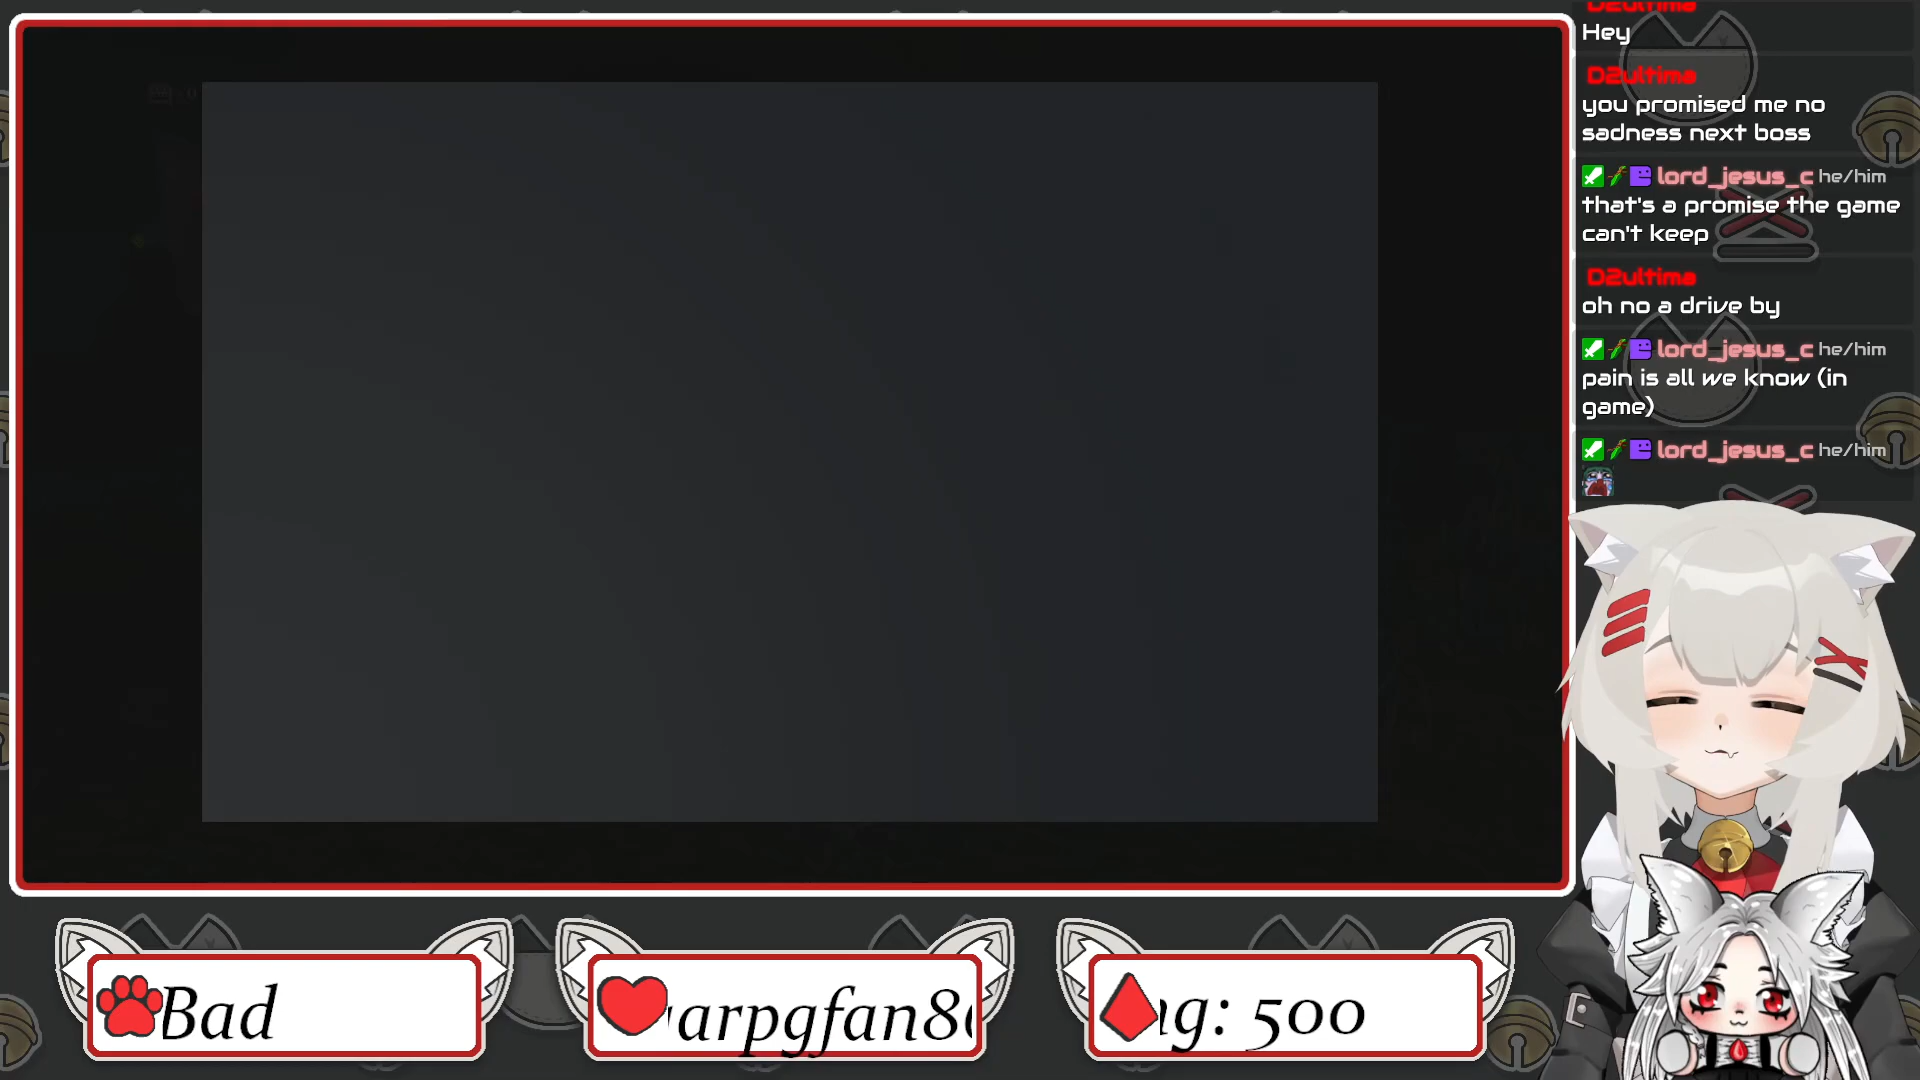 D2ultima
Hey
D2ultima
you promised me no
sadness next boss
lord_jesus_c he/him
that's a promise the game
can't keep
D2ultima
oh no a drive by
lord_jesus_c he/him
pain is all we know (in
game)
lord_jesus_c he/him
Bad
arpgfan8
g: 500